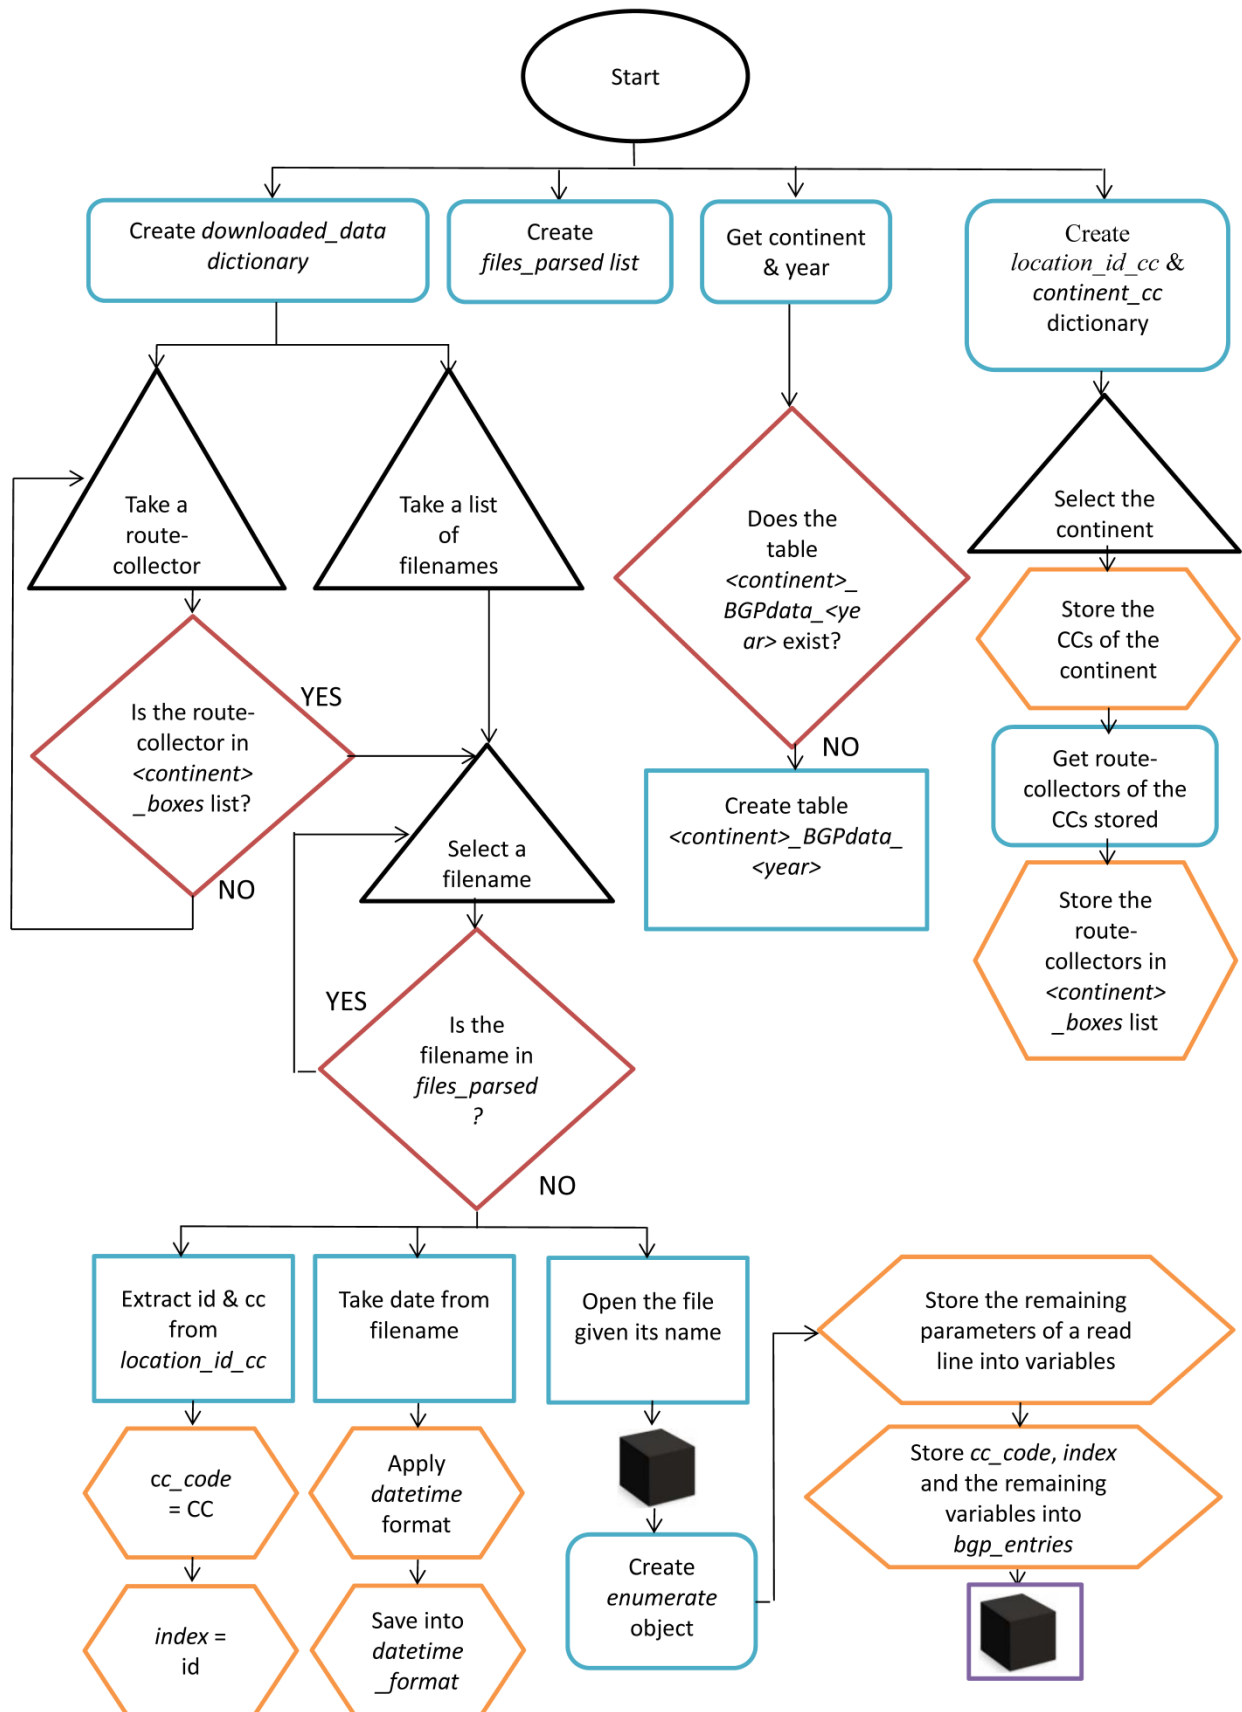 Start
Create downloaded_data
dictionary
Create
files_parsed list
Get continent
& year
Create
location_id_cc &
continent_cc
dictionary
Take a
route-
collector
Take a list
of
filenames
Does the
table
<continent>_
BGPdata_<ye
ar> exist?
Select the
continent
Store the
CCs of the
continent
YES
Is the route-
collector in
<continent>
_boxes list?
NO
NO
Create table
<continent>_BGPdata_
<year>
Get route-
collectors of the
CCs stored
Select a
filename
Store the
route-
collectors in
<continent>
_boxes list
YES
Is the
filename in
files_parsed
?
NO
Extract id & cc
from
location_id_cc
Take date from
filename
Open the file
given its name
Store the remaining
parameters of a read
line into variables
cc_code
= CC
Apply
datetime
format
Store cc_code, index
and the remaining
variables into
bgp_entries
Create
enumerate
object
index =
id
Save into
datetime
_format